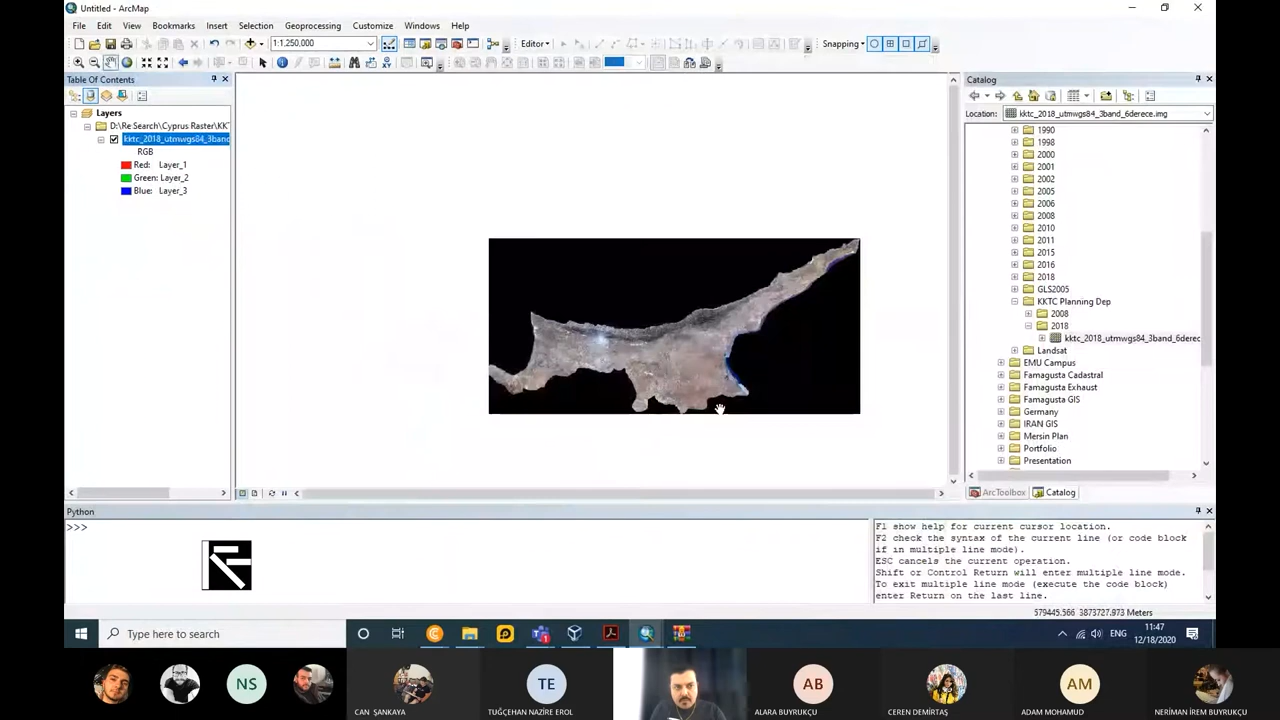 Untitled - ArcMap
File Edit View Bookmarks Insert Selection Geoprocessing Customize Windows Help
1:1,250,000
Editor
Snapping
Table Of Contents
Layers
D:\Re Search\Cyprus Raster\KK
kktc_2018_utmwgs84_3band
RGB
Red: Layer_1
Green: Layer_2
Blue: Layer_3
Catalog
Location: kktc_2018_utmwgs84_3band_6derece.img
1990
1998
2000
2001
2002
2005
2006
2008
2010
2011
2015
2016
2018
GLS2005
KKTC Planning Dep
2008
2018
kktc_2018_utmwgs84_3band_6derec
Landsat
EMU Campus
Famagusta Cadastral
Famagusta Exhaust
Famagusta GIS
Germany
IRAN GIS
Mersin Plan
Portfolio
Presentation
ArcToolbox Catalog
Python
>>>
F1 show help for current cursor location.
F2 check the syntax of the current line (or code block
if in multiple line mode).
ESC cancels the current operation.
Shift or Control Return will enter multiple line mode.
To exit multiple line mode (execute the code block)
enter Return on the last line.
579445.566 3873727.973 Meters
Type here to search
ENG
11:47
12/18/2020
NS
TE
AB
AM
CAN ŞANKAYA
TUĞÇEHAN NAZİRE EROL
ALARA BUYRUKÇU
CEREN DEMİRTAŞ
ADAM MOHAMUD
NERİMAN İREM BUYRUKÇU